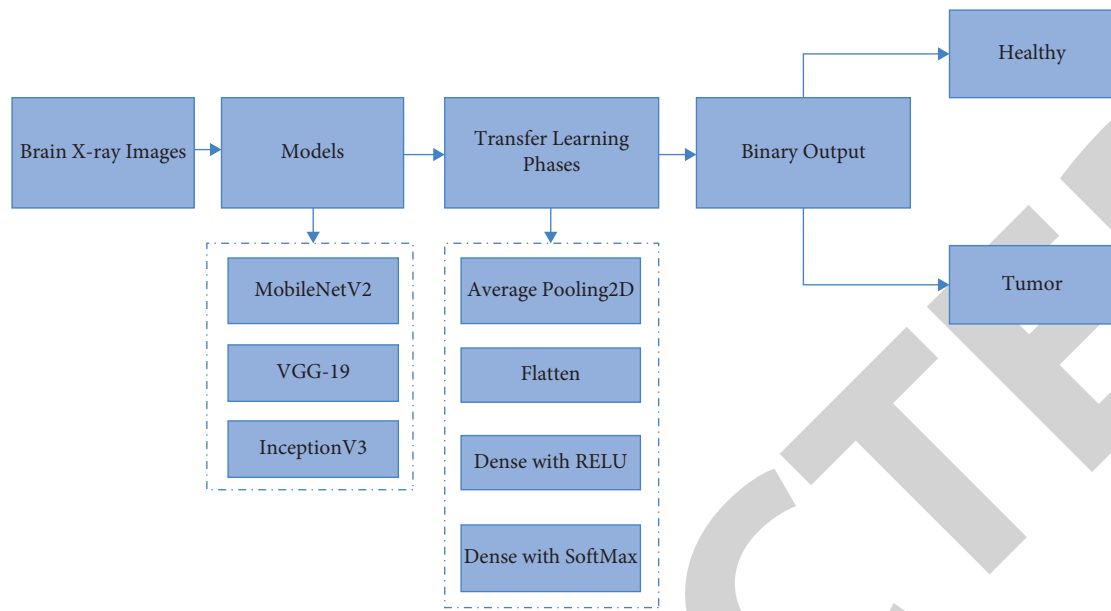 Healthy
Brain X-ray Images
Models
Transfer Learning
Phases
Binary Output
Tumor
MobileNetV2
VGG-19
InceptionV3
Average Pooling2D
Flatten
Dense with RELU
Dense with SoftMax
CTE